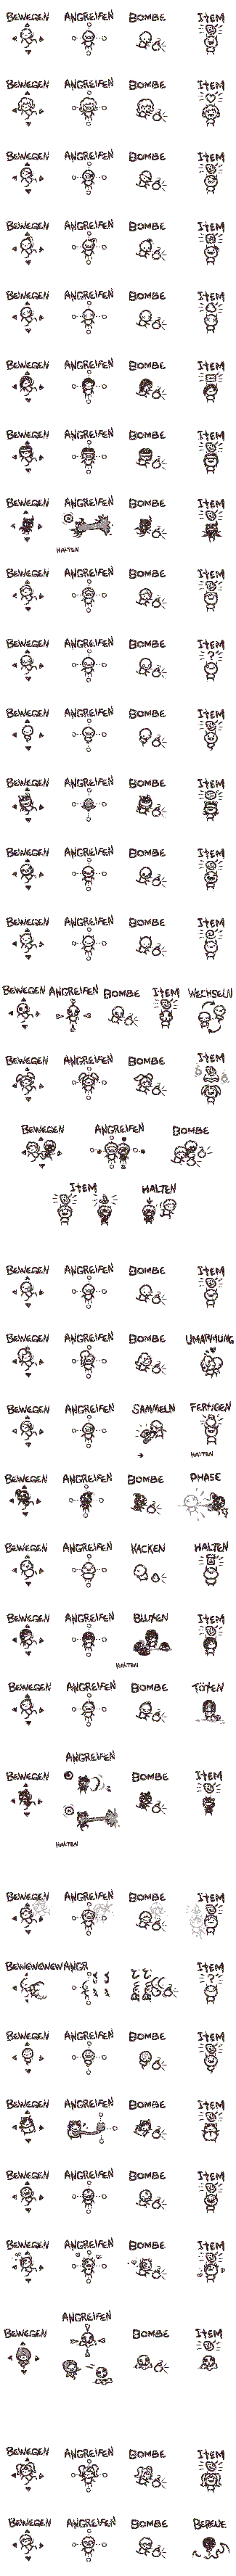 BEWEGEN ANGREIFEN BOMBE ITEM
BEWEGEN ANGREIFEN BOMBE ITEM
BEWEGEN ANGREIFEN BOMBE ITEM
BEWEGEN ANGREIFEN BOMBE ITEM
BEWEGEN ANGREIFEN BOMBE ITEM
BEWEGEN ANGREIFEN BOMBE ITEM
BEWEGEN ANGREIFEN BOMBE ITEM
BEWEGEN ANGREIFEN BOMBE ITEM
HALTEN
BEWEGEN ANGREIFEN BOMBE ITEM
BEWEGEN ANGREIFEN BOMBE ITEM
?
BEWEGEN ANGREIFEN BOMBE ITEM
BEWEGEN ANGREIFEN BOMBE ITEM
BEWEGEN ANGREIFEN BOMBE ITEM
BEWEGEN ANGREIFEN BOMBE ITEM
BEWEGEN ANGREIFEN BOMBE ITEM WECHSELN
BEWEGEN ANGREIFEN BOMBE ITEM
BEWEGEN ANGREIFEN BOMBE
ITEM HALTEN
BEWEGEN ANGREIFEN BOMBE ITEM
BEWEGEN ANGREIFEN BOMBE UMARMUNG
BEWEGEN ANGREIFEN SAMMELN FERTIGEN
HALTEN
BEWEGEN ANGREIFEN BOMBE PHASE
BEWEGEN ANGREIFEN KACKEN HALTEN
BEWEGEN ANGREIFEN BLUTEN ITEM
HALTEN
BEWEGEN ANGREIFEN BOMBE TÖTEN
ANGREIFEN
BEWEGEN BOMBE ITEM
HALTEN
BEWEGEN ANGREIFEN BOMBE ITEM
BEWEWEWEW ANGR ITEM
?
BEWEGEN ANGREIFEN BOMBE ITEM
BEWEGEN ANGREIFEN BOMBE ITEM
BEWEGEN ANGREIFEN BOMBE ITEM
BEWEGEN ANGREIFEN BOMBE ITEM
ANGREIFEN
BEWEGEN BOMBE ITEM
BEWEGEN ANGREIFEN BOMBE ITEM
BEWEGEN ANGREIFEN BOMBE BEREUE